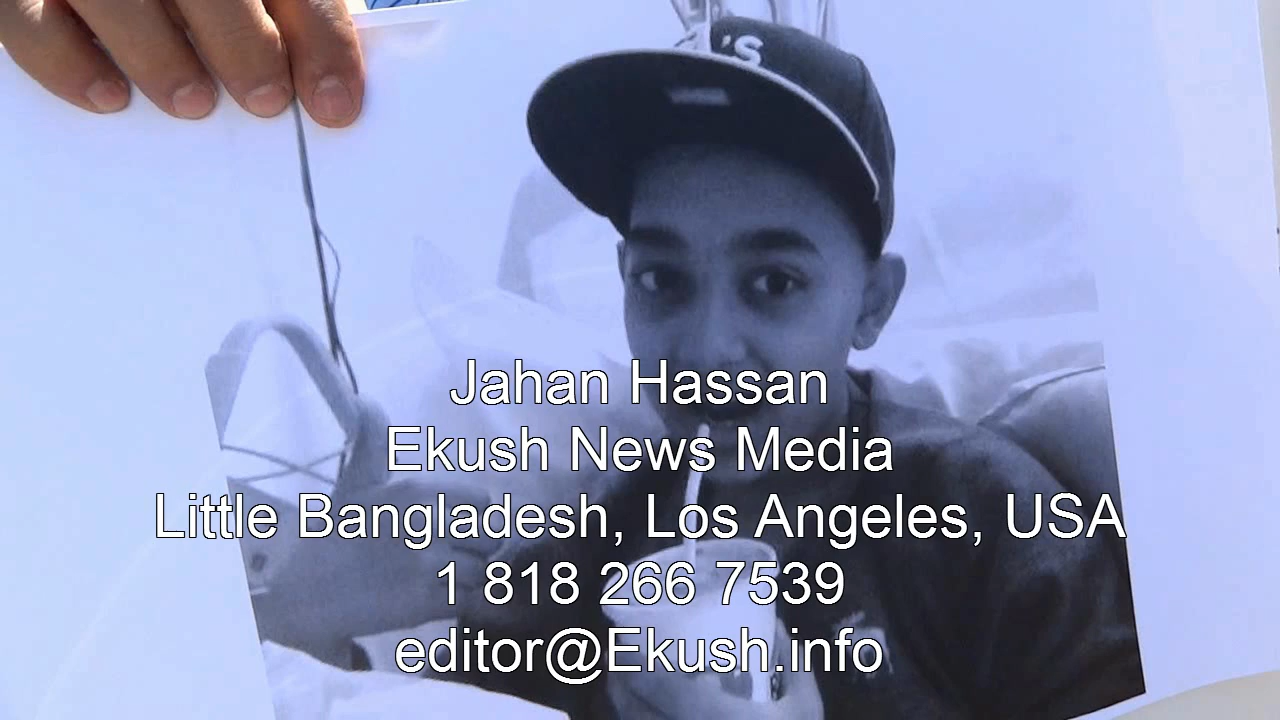 'S
Jahan Hassan
Ekush News Media
Little Bangladesh, Los Angeles, USA
1 818 266 7539
editor@Ekush.info